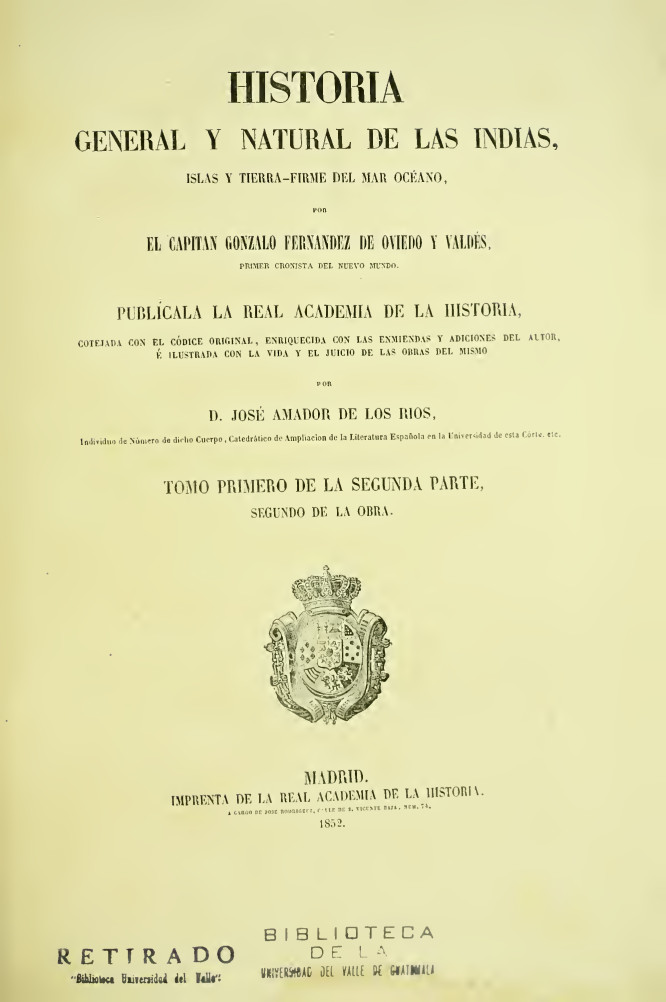 HISTORIA
GENERAL Y NATURAL DE LAS INDIAS,
ISLAS Y TIERRA-FIRME DEL MAR OCÉANO,
POR
EL CAPITAN GONZALO FERNANDEZ DE OVIEDO Y VALDÉS,
PRIMER CRONISTA DEL NUEVO MUNDO.
PUBLÍCALA LA REAL ACADEMIA DE LA HISTORIA,
COTEJADA CON EL CÓDICE ORIGINAL, ENRIQUECIDA CON LAS ENMIENDAS Y ADICIONES DEL AUTOR,
É ILUSTRADA CON LA VIDA Y EL JUICIO DE LAS OBRAS DEL MISMO
POR
D. JOSÉ AMADOR DE LOS RIOS,
Individuo de Número de dicho Cuerpo, Catedrático de Ampliacion de la Literatura Española en la Universidad de esta Córte, etc.
TOMO PRIMERO DE LA SEGUNDA PARTE,
SEGUNDO DE LA OBRA.
MADRID.
IMPRENTA DE LA REAL ACADEMIA DE LA HISTORIA.
A CARGO DE JOSÉ RODRIGUEZ, CALLE DE S. VICENTE BAJA, NÚM. 74.
1852.
RETIRADO
"Biblioteca Universidad del Valle":
BIBLIOTECA
DE LA
UNIVERSIDAD DEL VALLE DE GUATEMALA